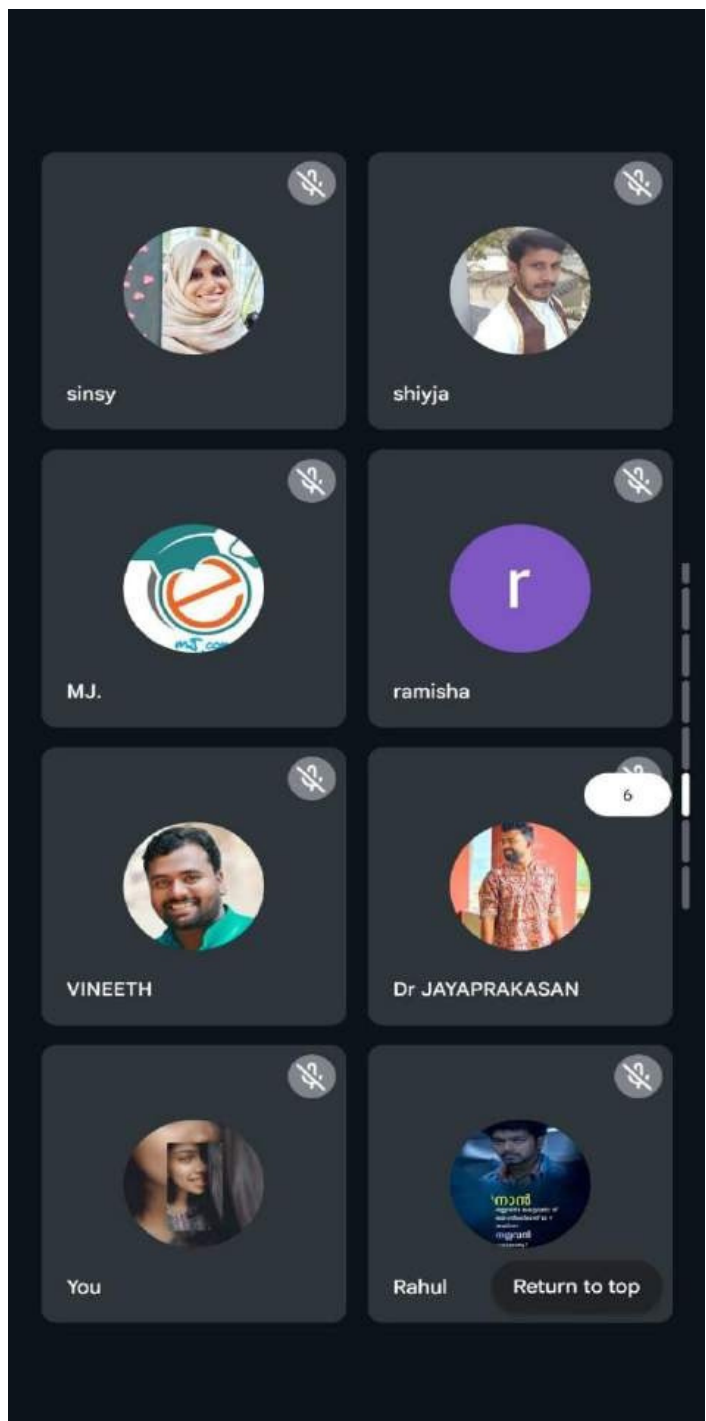 sinsy
shiyja
MJ.
r
ramisha
6
VINEETH
Dr JAYAPRAKASAN
You
Rahul
Return to top